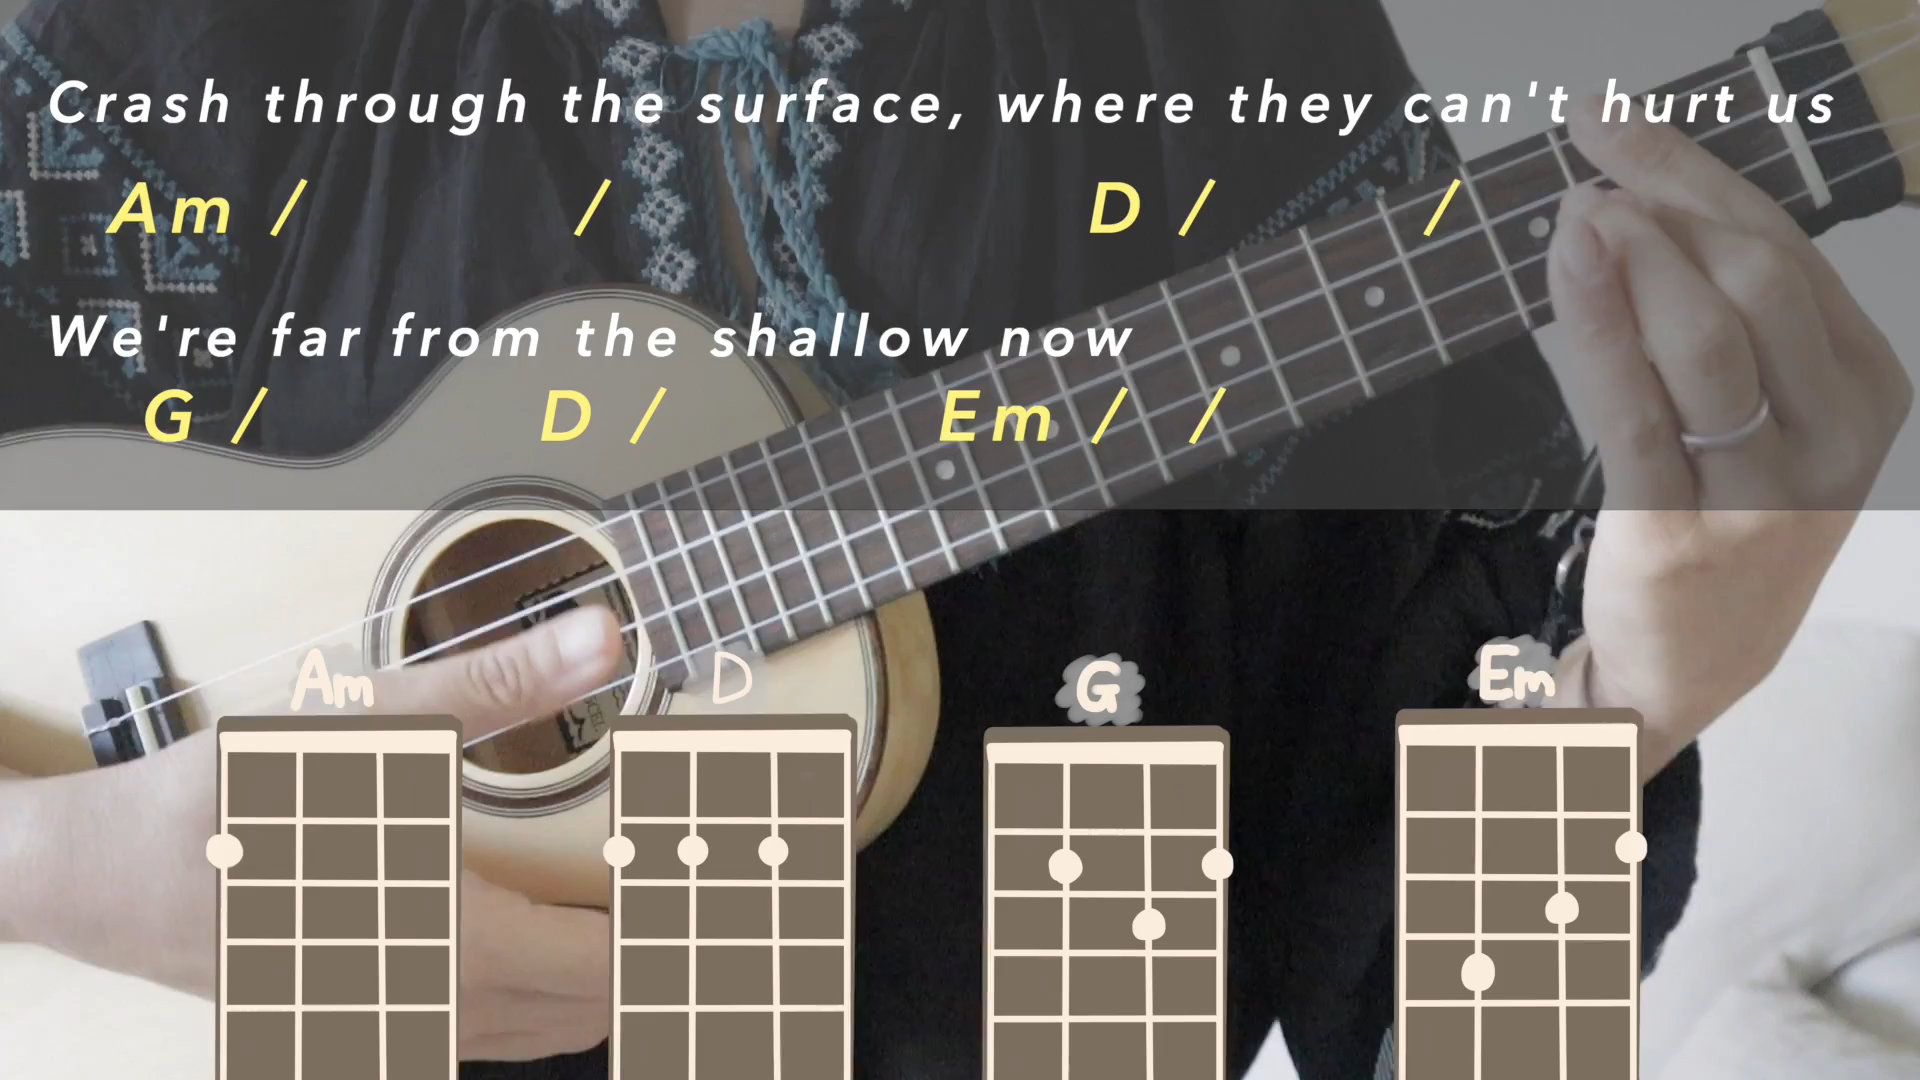 Crash through the surface, where they can't hurt us
Am / / D / /
We're far from the shallow now
G / D / Em / /
Am D G Em